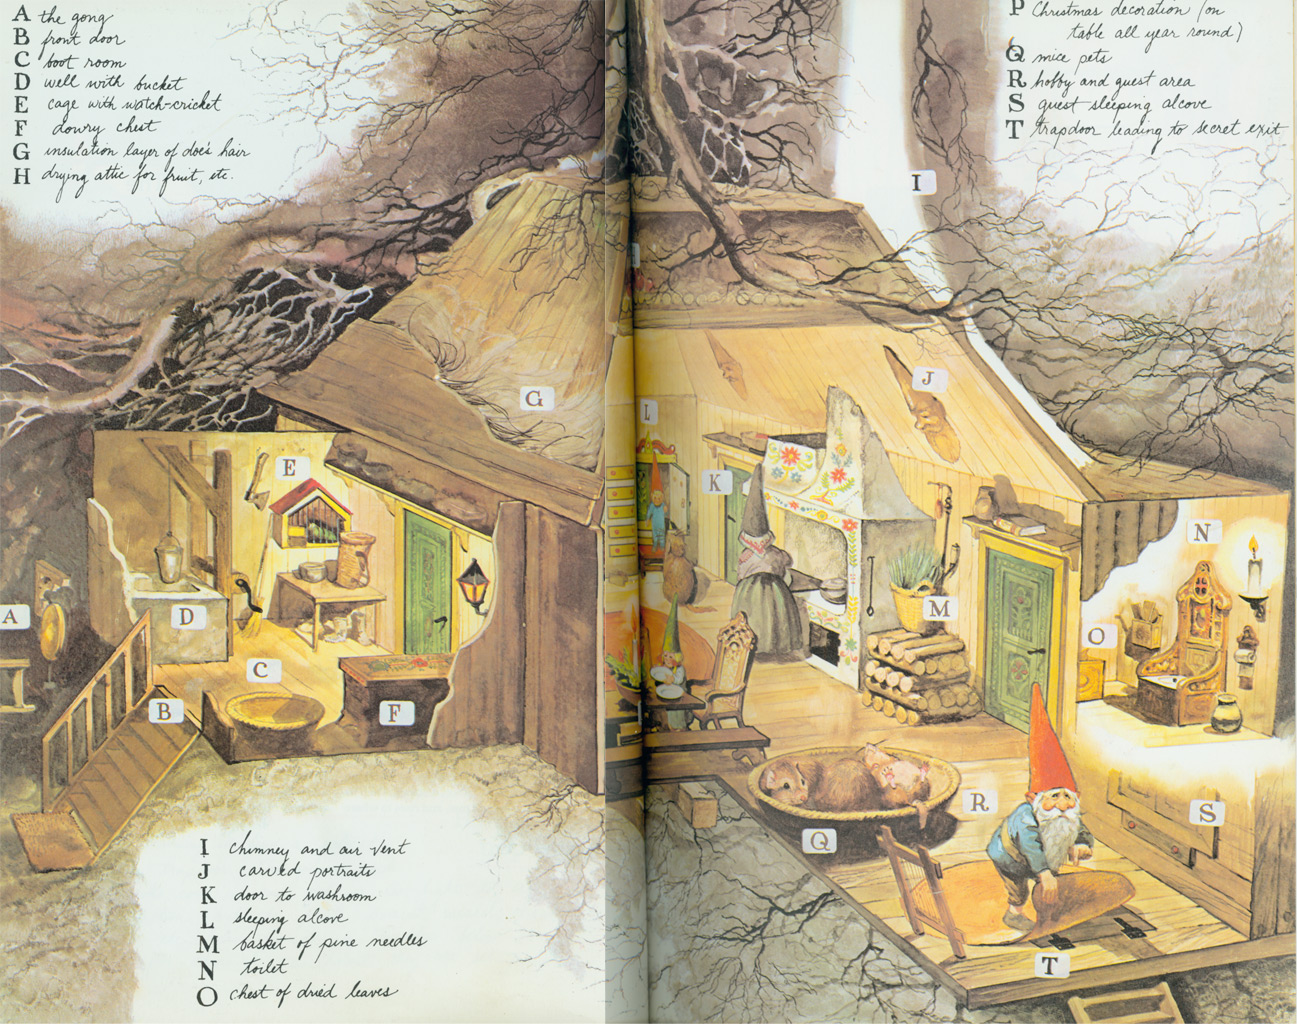 A the gong
B front door
C boot room
D well with bucket
E cage with watch-cricket
F dowry chest
G insulation layer of doe's hair
H drying attic for fruit, etc.
P Christmas decoration (on
table all year round)
Q mice pets
R hobby and guest area
S guest sleeping alcove
T trapdoor leading to secret exit
I
G
J
L
E
K
N
A
D
M
O
C
B
F
R
S
Q
T
I chimney and air vent
J carved portraits
K door to washroom
L sleeping alcove
M basket of pine needles
N toilet
O chest of dried leaves